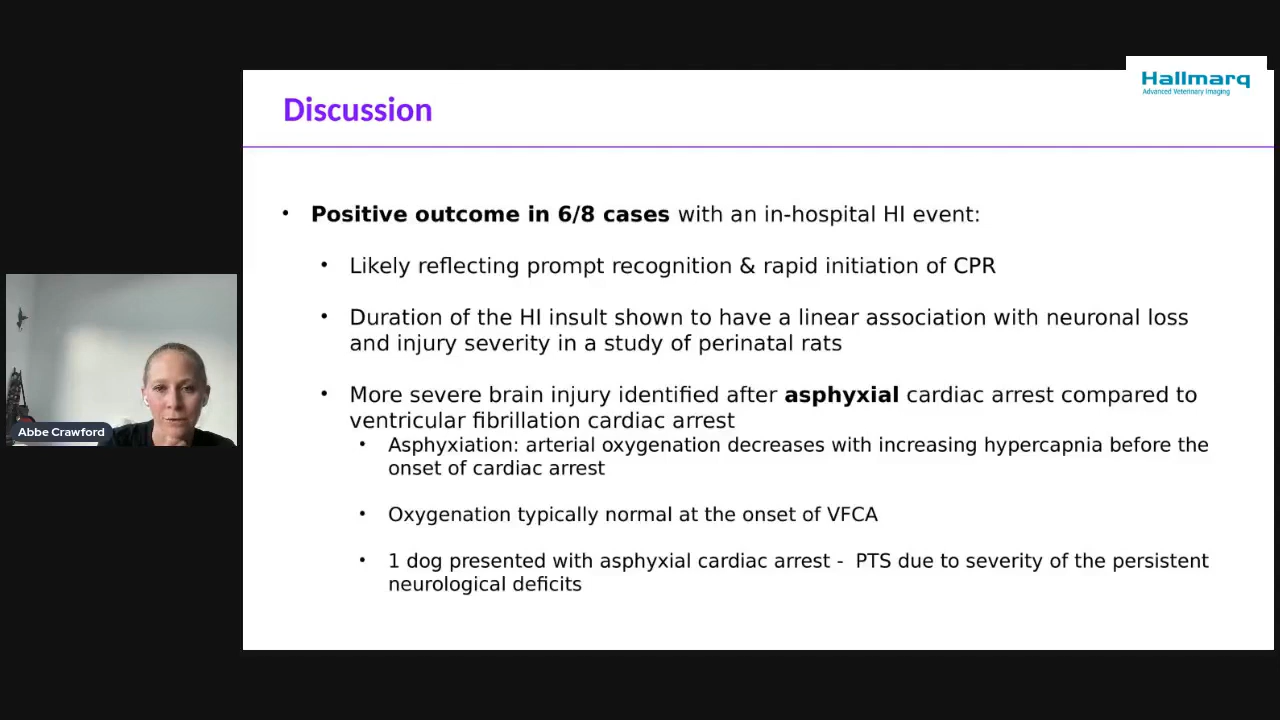 Hallmarq
Advanced Veterinary Imaging
Discussion
• Positive outcome in 6/8 cases with an in-hospital HI event:
• Likely reflecting prompt recognition & rapid initiation of CPR
• Duration of the HI insult shown to have a linear association with neuronal loss
and injury severity in a study of perinatal rats
• More severe brain injury identified after asphyxial cardiac arrest compared to
ventricular fibrillation cardiac arrest
• Asphyxiation: arterial oxygenation decreases with increasing hypercapnia before the
onset of cardiac arrest
• Oxygenation typically normal at the onset of VFCA
• 1 dog presented with asphyxial cardiac arrest - PTS due to severity of the persistent
neurological deficits
Abbe Crawford